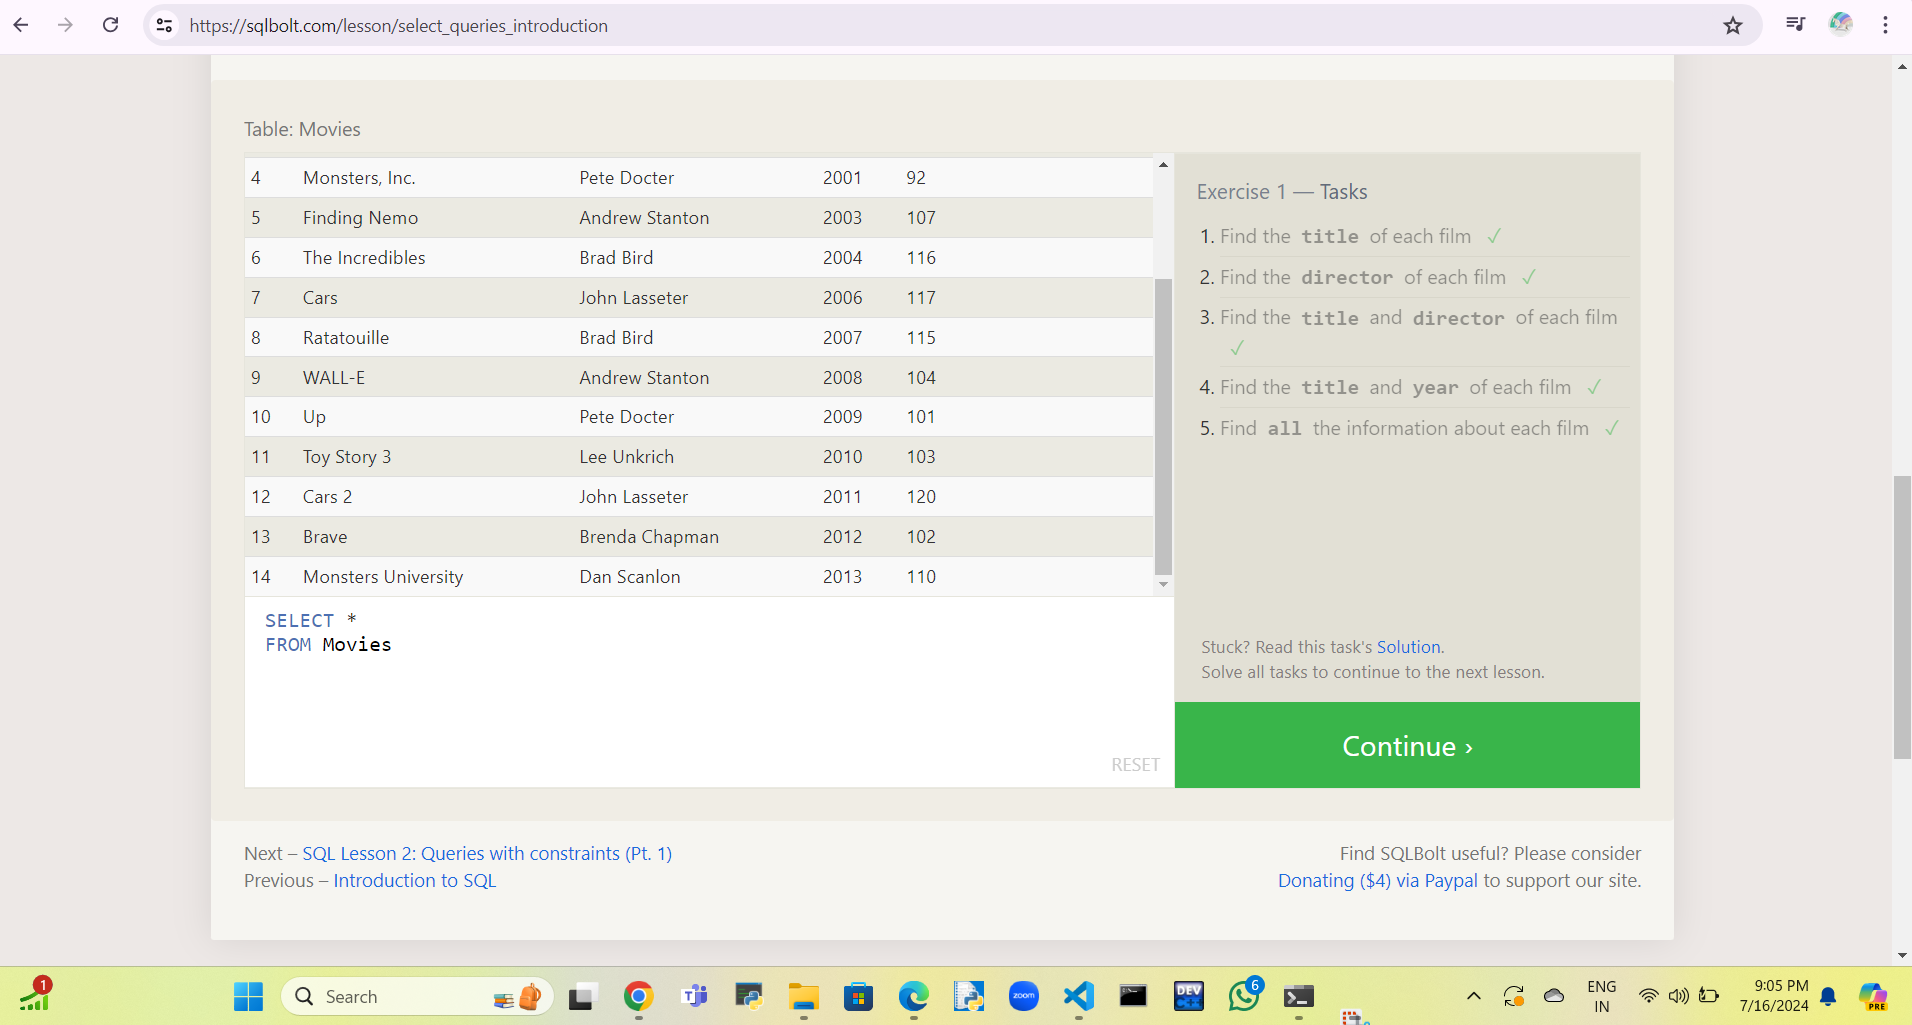 https://sqlbolt.com/lesson/select_queries_introduction
Table: Movies
4 Monsters, Inc. Pete Docter 2001 92
5 Finding Nemo Andrew Stanton 2003 107
6 The Incredibles Brad Bird 2004 116
7 Cars John Lasseter 2006 117
8 Ratatouille Brad Bird 2007 115
9 WALL-E Andrew Stanton 2008 104
10 Up Pete Docter 2009 101
11 Toy Story 3 Lee Unkrich 2010 103
12 Cars 2 John Lasseter 2011 120
13 Brave Brenda Chapman 2012 102
14 Monsters University Dan Scanlon 2013 110
SELECT *
FROM Movies
RESET
Exercise 1 — Tasks
1. Find the title of each film ✓
2. Find the director of each film ✓
3. Find the title and director of each film
✓
4. Find the title and year of each film ✓
5. Find all the information about each film ✓
Stuck? Read this task's Solution.
Solve all tasks to continue to the next lesson.
Continue ›
Next – SQL Lesson 2: Queries with constraints (Pt. 1)
Previous – Introduction to SQL
Find SQLBolt useful? Please consider
Donating ($4) via Paypal to support our site.
1
Search
zoom
DEV
C++
6
ENG
IN
9:05 PM
7/16/2024
PRE